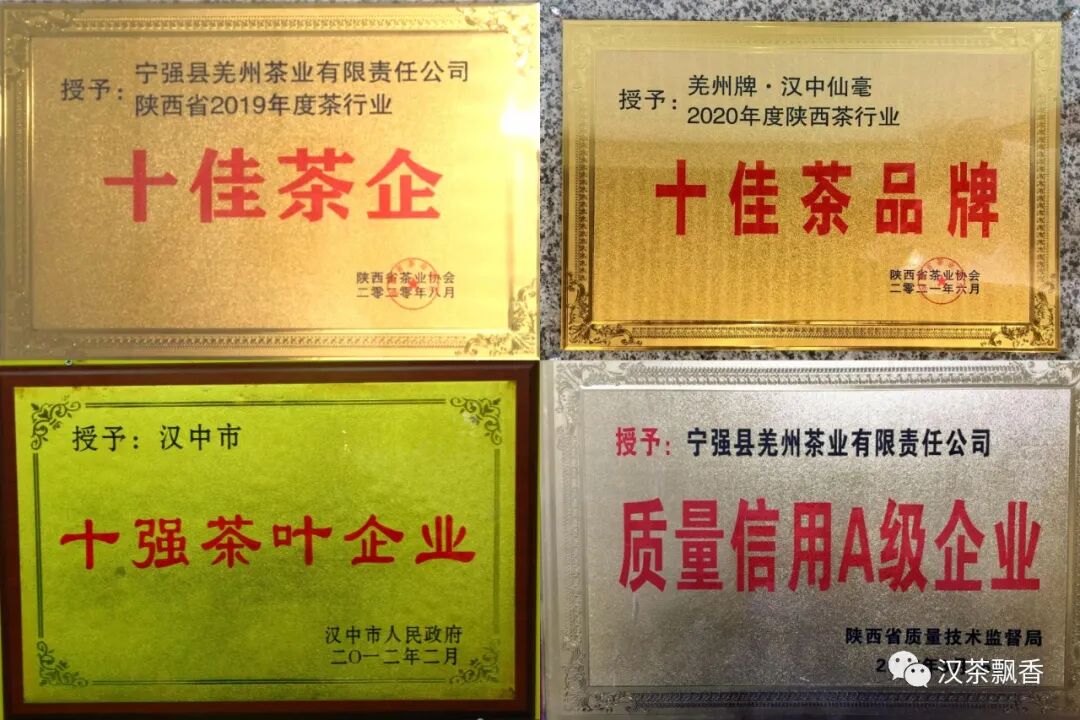 授予：
宁强县羌州茶业有限责任公司
陕西省2019年度茶行业
十佳茶企
陕西省茶业协会
二零二零年八月
授予：
羌州牌·汉中仙毫
2020年度陕西茶行业
十佳茶品牌
陕西省茶业协会
二零二一年六月
授予：汉中市
十强茶叶企业
汉中市人民政府
二〇一二年二月
授予：宁强县羌州茶业有限责任公司
质量信用A级企业
陕西省质量技术监督局
汉茶飘香